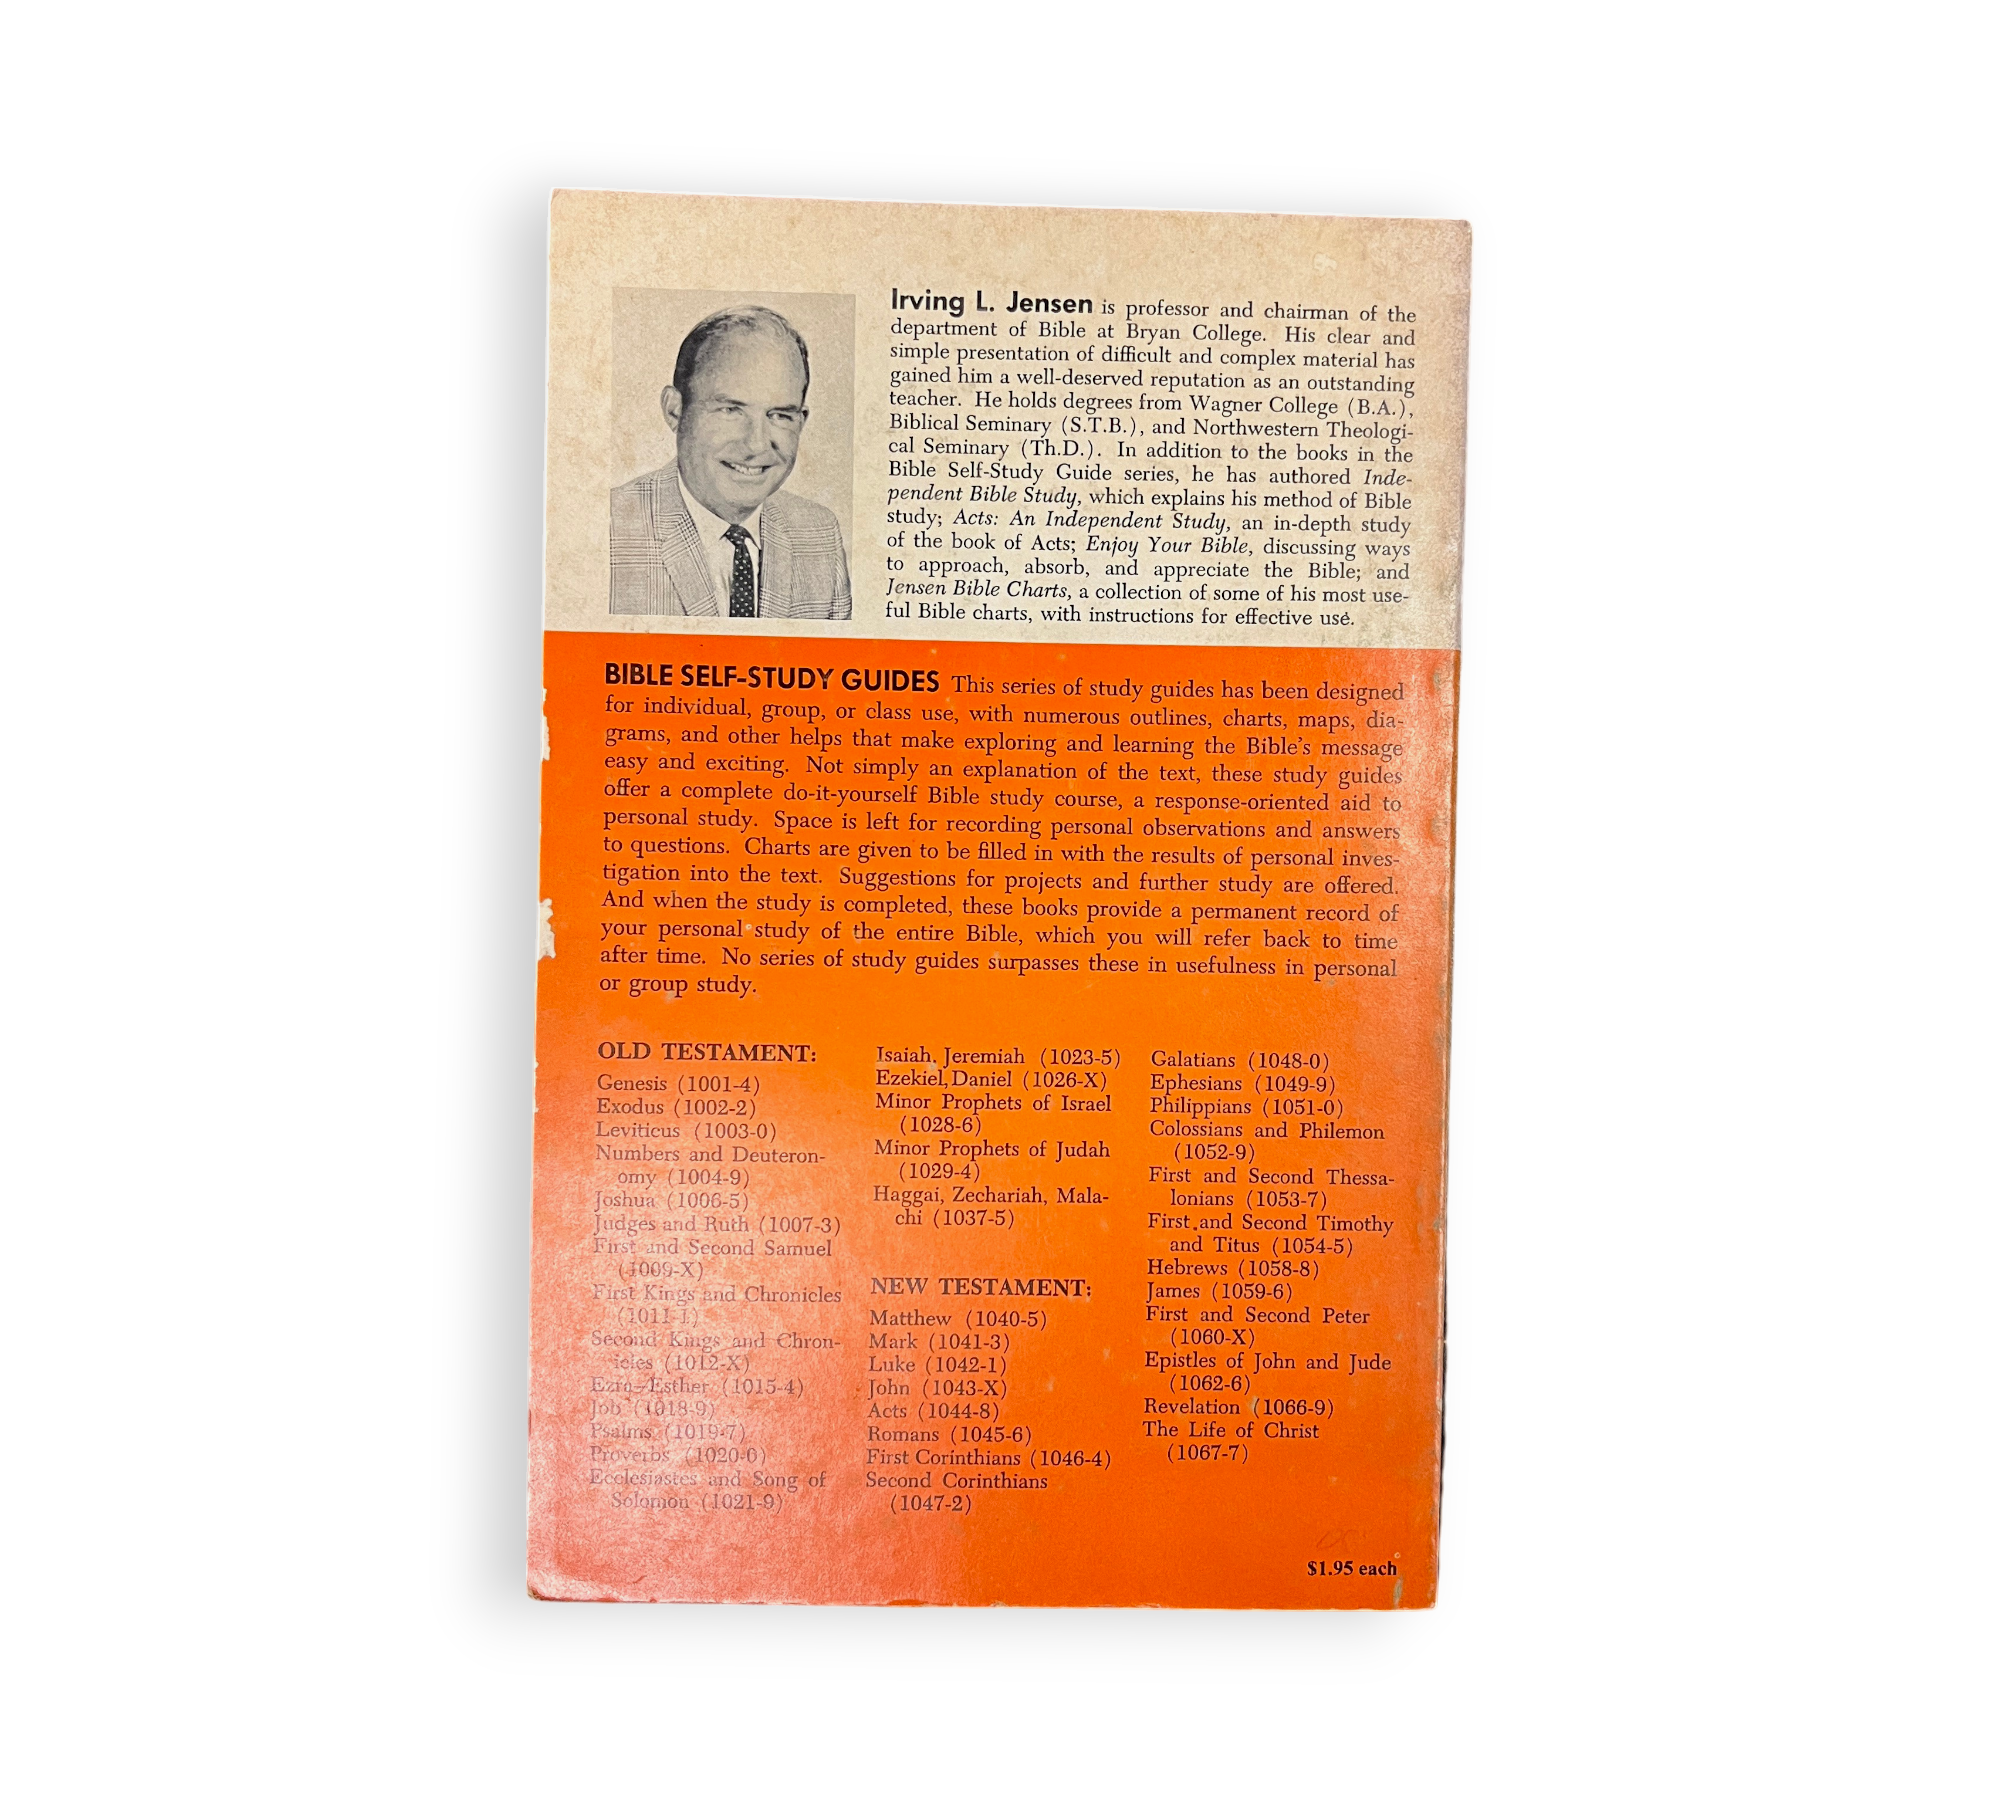 Irving L. Jensen is professor and chairman of the
department of Bible at Bryan College. His clear and
simple presentation of difficult and complex material has
gained him a well-deserved reputation as an outstanding
teacher. He holds degrees from Wagner College (B.A.),
Biblical Seminary (S.T.B.), and Northwestern Theologi-
cal Seminary (Th.D.). In addition to the books in the
Bible Self-Study Guide series, he has authored Inde-
pendent Bible Study, which explains his method of Bible
study; Acts: An Independent Study, an in-depth study
of the book of Acts; Enjoy Your Bible, discussing ways
to approach, absorb, and appreciate the Bible; and
Jensen Bible Charts, a collection of some of his most use-
ful Bible charts, with instructions for effective use.
BIBLE SELF-STUDY GUIDES This series of study guides has been designed
for individual, group, or class use, with numerous outlines, charts, maps, dia-
grams, and other helps that make exploring and learning the Bible's message
easy and exciting. Not simply an explanation of the text, these study guides
offer a complete do-it-yourself Bible study course, a response-oriented aid to
personal study. Space is left for recording personal observations and answers
to questions. Charts are given to be filled in with the results of personal inves-
tigation into the text. Suggestions for projects and further study are offered.
And when the study is completed, these books provide a permanent record of
your personal study of the entire Bible, which you will refer back to time
after time. No series of study guides surpasses these in usefulness in personal
or group study.
OLD TESTAMENT:
Genesis (1001-4)
Exodus (1002-2)
Leviticus (1003-0)
Numbers and Deuteron-
omy (1004-9)
Joshua (1006-5)
Judges and Ruth (1007-3)
First and Second Samuel
(1009-X)
First Kings and Chronicles
(1011-1)
Second Kings and Chron-
icles (1012-X)
Ezra-Esther (1015-4)
Job (1018-9)
Psalms (1019-7)
Proverbs (1020-0)
Ecclesiastes and Song of
Solomon (1021-9)
Isaiah, Jeremiah (1023-5)
Ezekiel, Daniel (1026-X)
Minor Prophets of Israel
(1028-6)
Minor Prophets of Judah
(1029-4)
Haggai, Zechariah, Mala-
chi (1037-5)
NEW TESTAMENT:
Matthew (1040-5)
Mark (1041-3)
Luke (1042-1)
John (1043-X)
Acts (1044-8)
Romans (1045-6)
First Corinthians (1046-4)
Second Corinthians
(1047-2)
Galatians (1048-0)
Ephesians (1049-9)
Philippians (1051-0)
Colossians and Philemon
(1052-9)
First and Second Thessa-
lonians (1053-7)
First and Second Timothy
and Titus (1054-5)
Hebrews (1058-8)
James (1059-6)
First and Second Peter
(1060-X)
Epistles of John and Jude
(1062-6)
Revelation (1066-9)
The Life of Christ
(1067-7)
$1.95 each